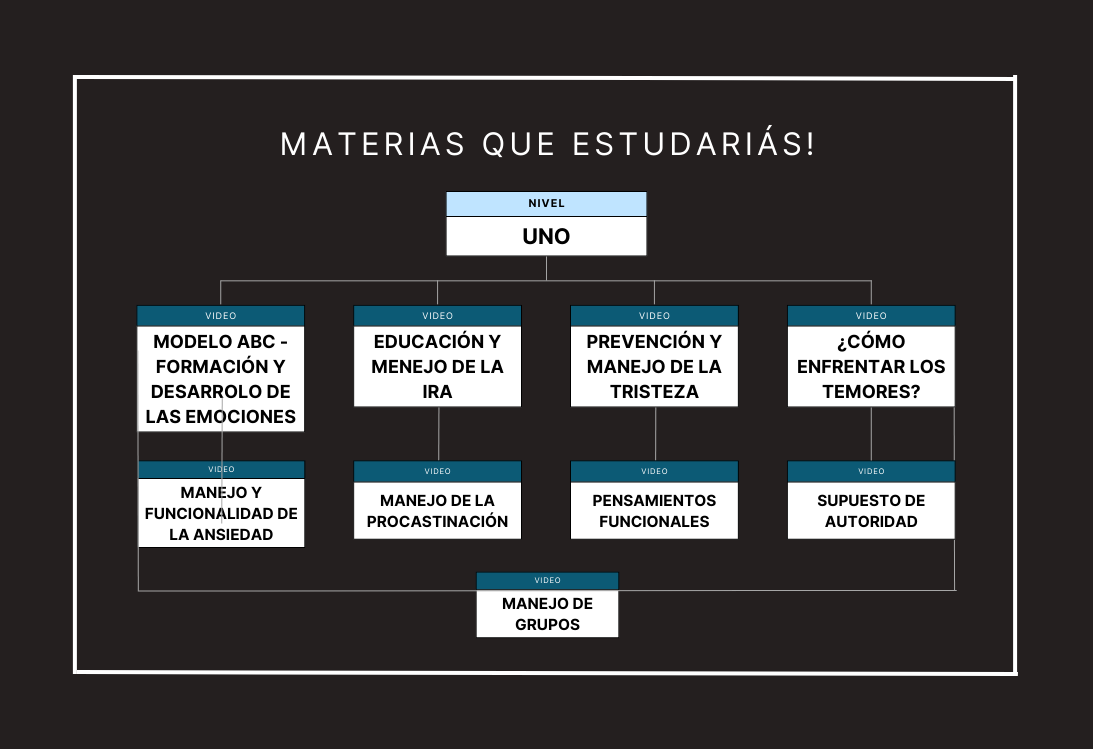 MATERIAS QUE ESTUDARIÁS!
NIVEL
UNO
VIDEO
MODELO ABC -
FORMACIÓN Y
DESARROLO DE
LAS EMOCIONES
VIDEO
EDUCACIÓN Y
MENEJO DE LA
IRA
VIDEO
PREVENCIÓN Y
MANEJO DE LA
TRISTEZA
VIDEO
¿CÓMO
ENFRENTAR LOS
TEMORES?
VIDEO
MANEJO Y
FUNCIONALIDAD DE
LA ANSIEDAD
VIDEO
MANEJO DE LA
PROCASTINACIÓN
VIDEO
PENSAMIENTOS
FUNCIONALES
VIDEO
SUPUESTO DE
AUTORIDAD
VIDEO
MANEJO DE
GRUPOS